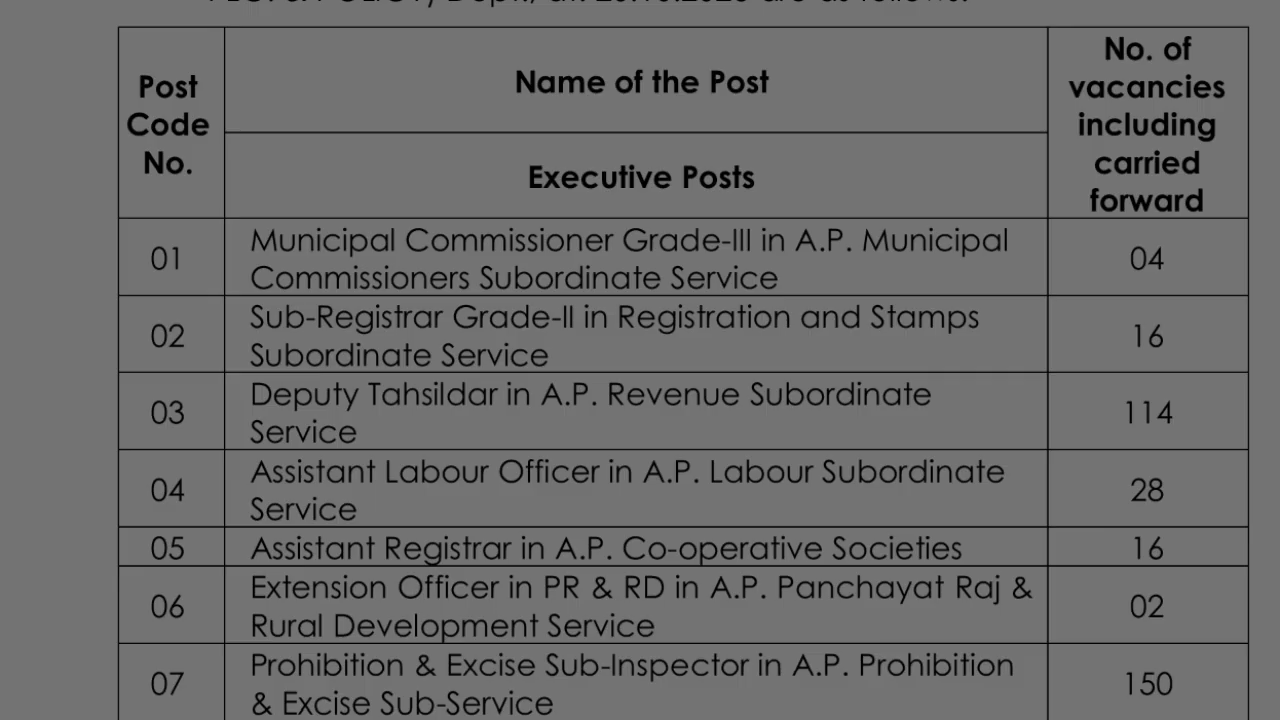 are as follows:
Post
Code
No.
Name of the Post
Executive Posts
No. of
vacancies
including
carried
forward
01
Municipal Commissioner Grade-III in A.P. Municipal
Commissioners Subordinate Service
04
02
Sub-Registrar Grade-II in Registration and Stamps
Subordinate Service
16
03
Deputy Tahsildar in A.P. Revenue Subordinate
Service
114
04
Assistant Labour Officer in A.P. Labour Subordinate
Service
28
05
Assistant Registrar in A.P. Co-operative Societies
16
06
Extension Officer in PR & RD in A.P. Panchayat Raj &
Rural Development Service
02
07
Prohibition & Excise Sub-Inspector in A.P. Prohibition
& Excise Sub-Service
150